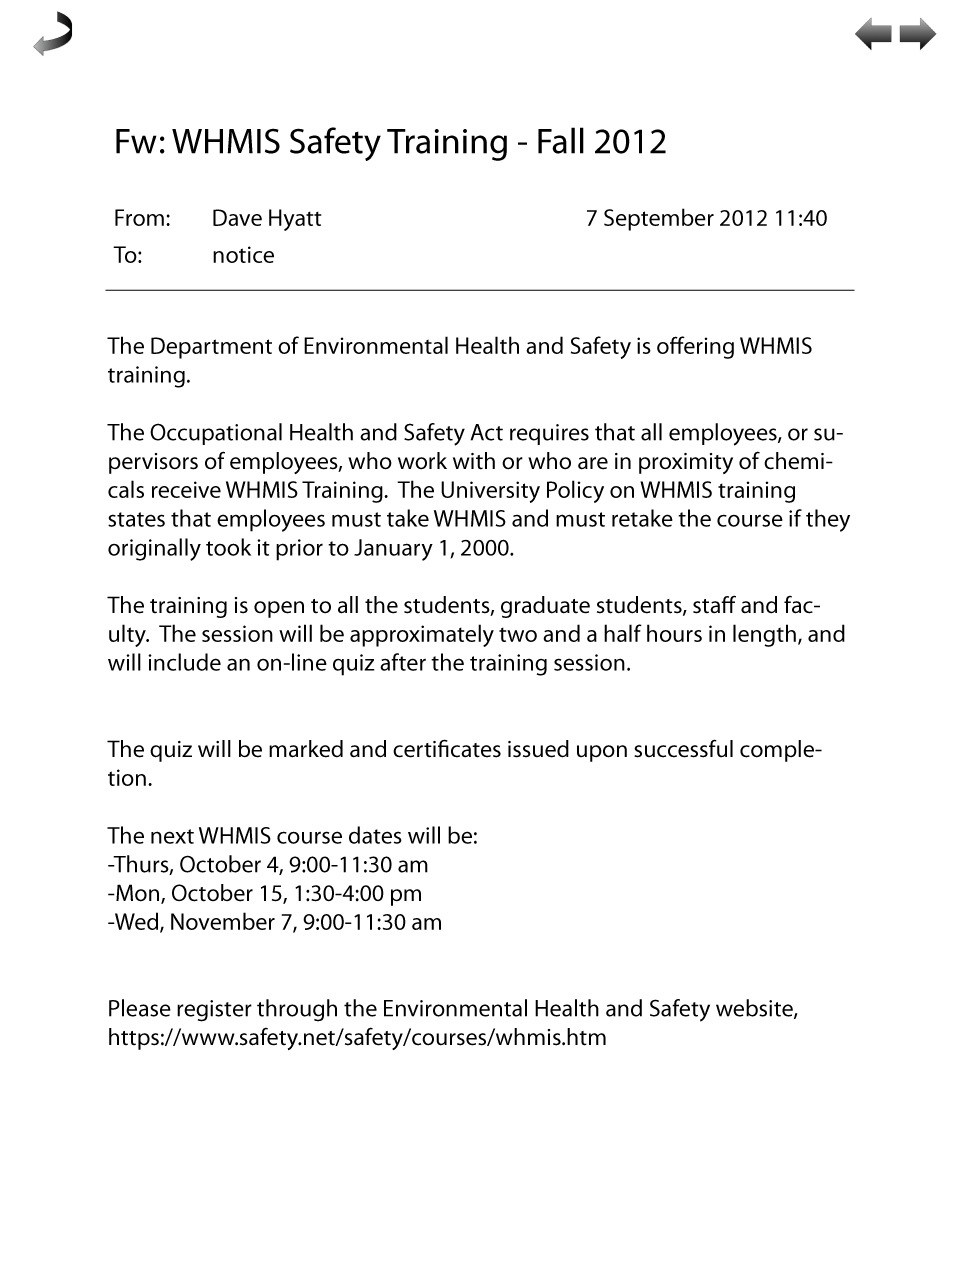 Fw: WHMIS Safety Training - Fall 2012
From: Dave Hyatt 7 September 2012 11:40
To: notice
The Department of Environmental Health and Safety is offering WHMIS
training.
The Occupational Health and Safety Act requires that all employees, or su-
pervisors of employees, who work with or who are in proximity of chemi-
cals receive WHMIS Training.  The University Policy on WHMIS training
states that employees must take WHMIS and must retake the course if they
originally took it prior to January 1, 2000.
The training is open to all the students, graduate students, staff and fac-
ulty.  The session will be approximately two and a half hours in length, and
will include an on-line quiz after the training session.
The quiz will be marked and certificates issued upon successful comple-
tion.
The next WHMIS course dates will be:
-Thurs, October 4, 9:00-11:30 am
-Mon, October 15, 1:30-4:00 pm
-Wed, November 7, 9:00-11:30 am
Please register through the Environmental Health and Safety website,
https://www.safety.net/safety/courses/whmis.htm